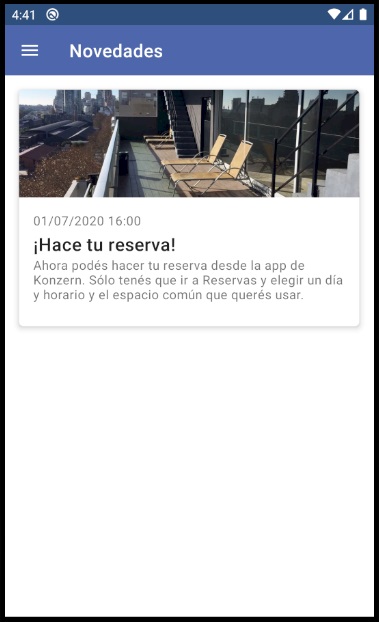 4:41
Novedades
01/07/2020 16:00
¡Hace tu reserva!
Ahora podés hacer tu reserva desde la app de
Konzern. Sólo tenés que ir a Reservas y elegir un día
y horario y el espacio común que querés usar.